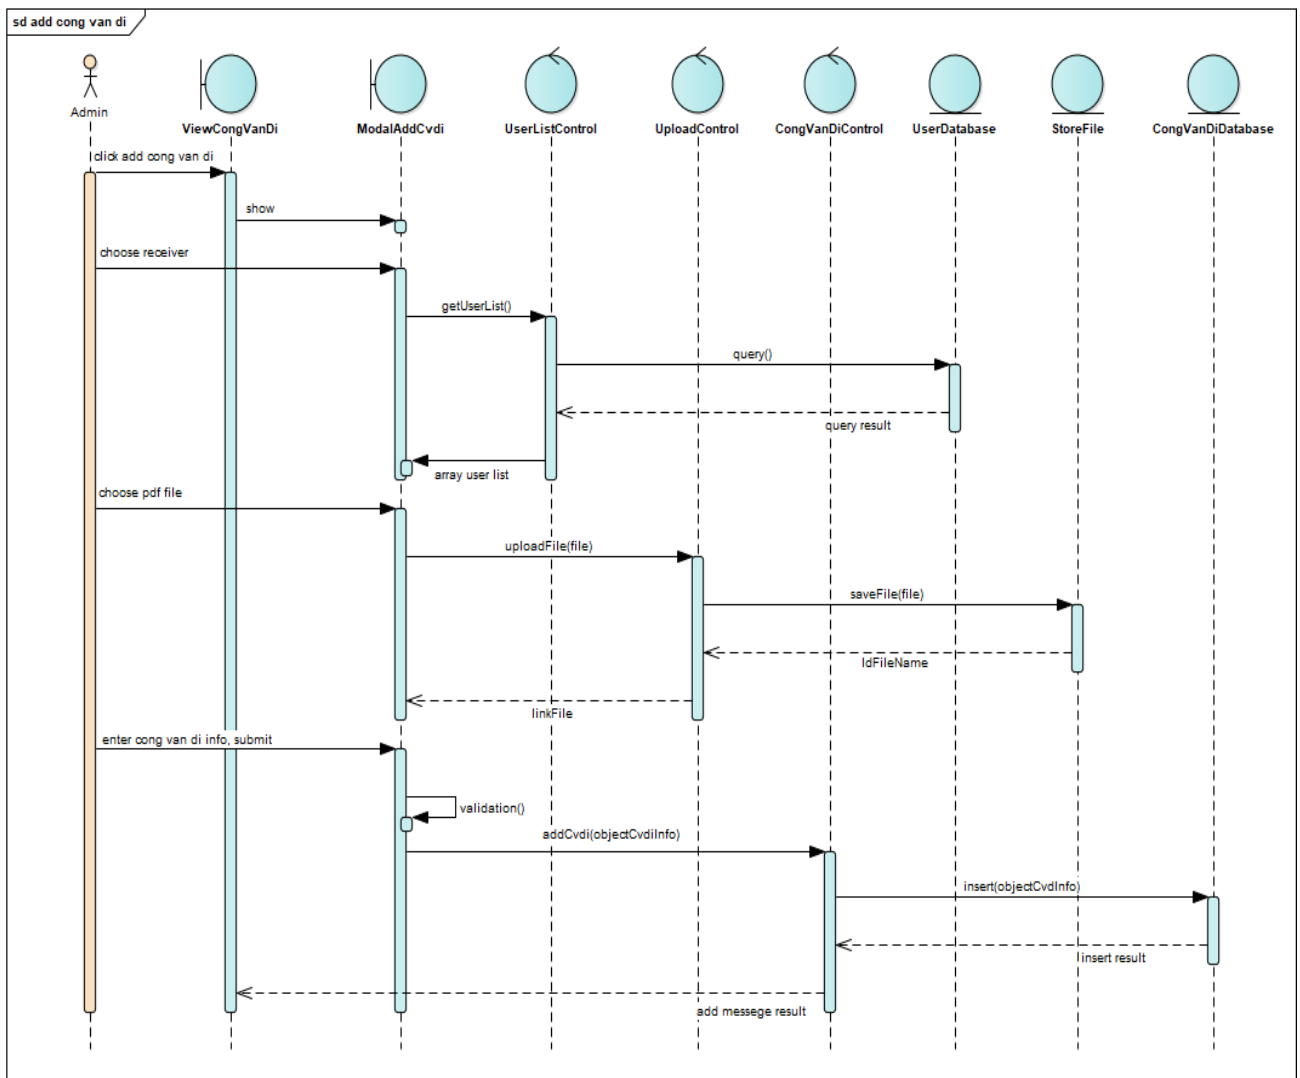 sd add cong van di
Admin
ViewCongVanDi
ModalAddCvdi
UserListControl
UploadControl
CongVanDiControl
UserDatabase
StoreFile
CongVanDiDatabase
click add cong van di
show
choose receiver
getUserList()
query()
query result
array user list
choose pdf file
uploadFile(file)
saveFile(file)
IdFileName
linkFile
enter cong van di info, submit
validation()
addCvdi(objectCvdiInfo)
insert(objectCvdInfo)
insert result
add messege result